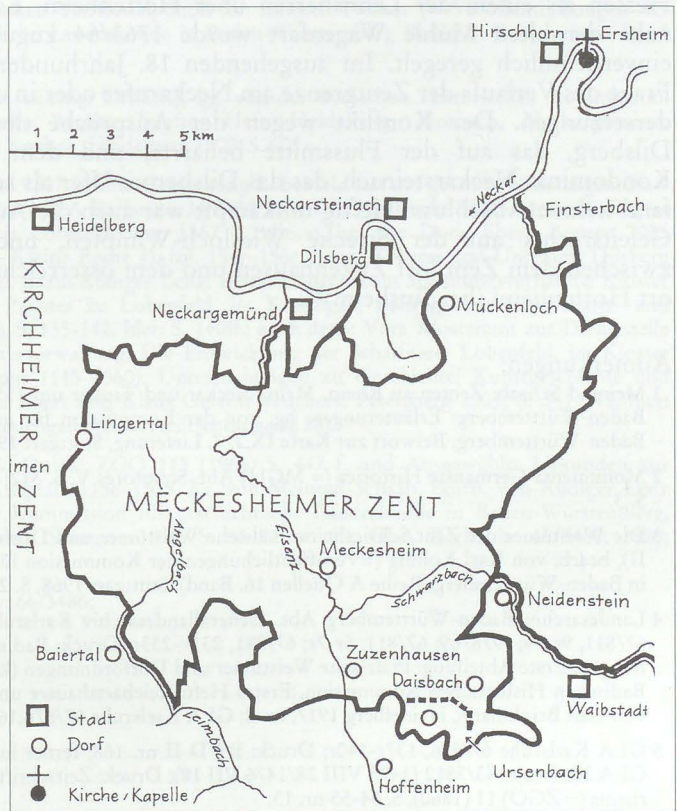 Hirschhorn
Ersheim
1 2 3 4 5 km
Heidelberg
Neckarsteinach
Neckar
Finsterbach
Dilsberg
Neckargemünd
Mückenloch
KIRCHHEIMER ZENT
Lingental
MECKESHEIMER ZENT
Angelbach
Elsenz
Meckesheim
Schwarzbach
Neidenstein
Baiertal
Zuzenhausen
Daisbach
Waibstadt
Stadt
Dorf
Kirche/Kapelle
Leimbach
Hoffenheim
Ursenbach